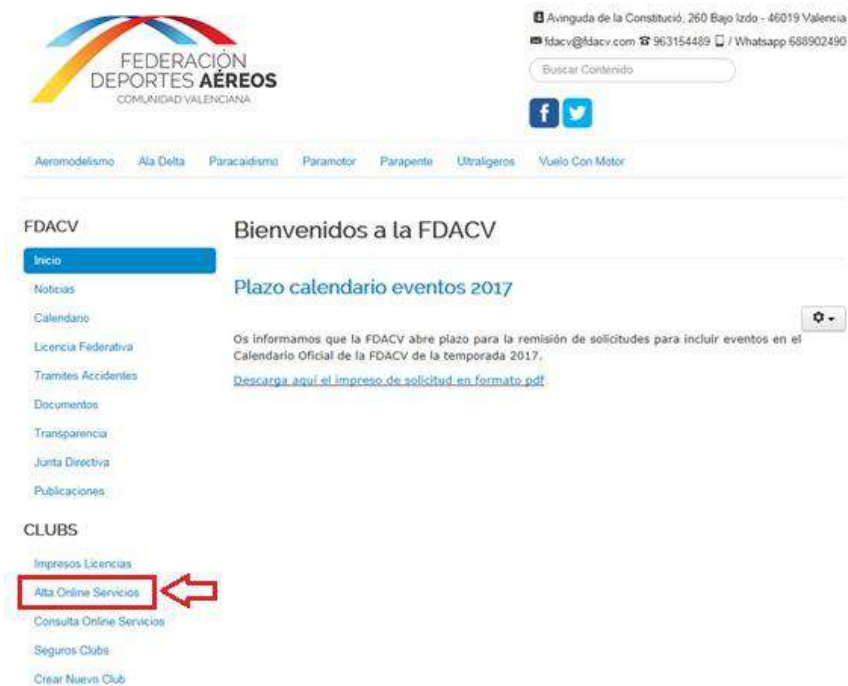 Avinguda de la Constitució, 260 Bajo Izdo - 46019 Valencia
fdacv@fdacv.com 963154489 / Whatsapp 688902490
Buscar Contenido
FEDERACIÓN
DEPORTES AÉREOS
COMUNIDAD VALENCIANA
Aeromodelismo Ala Delta Paracaidismo Paramotor Parapente Ultraligeros Vuelo Con Motor
FDACV
Inicio
Noticias
Calendario
Licencia Federativa
Tramites Accidentes
Documentos
Transparencia
Junta Directiva
Publicaciones
CLUBS
Impresos Licencias
Alta Online Servicios
Consulta Online Servicios
Seguros Clubs
Crear Nuevo Club
Bienvenidos a la FDACV
Plazo calendario eventos 2017
Os informamos que la FDACV abre plazo para la remisión de solicitudes para incluir eventos en el
Calendario Oficial de la FDACV de la temporada 2017.
Descarga aquí el impreso de solicitud en formato pdf